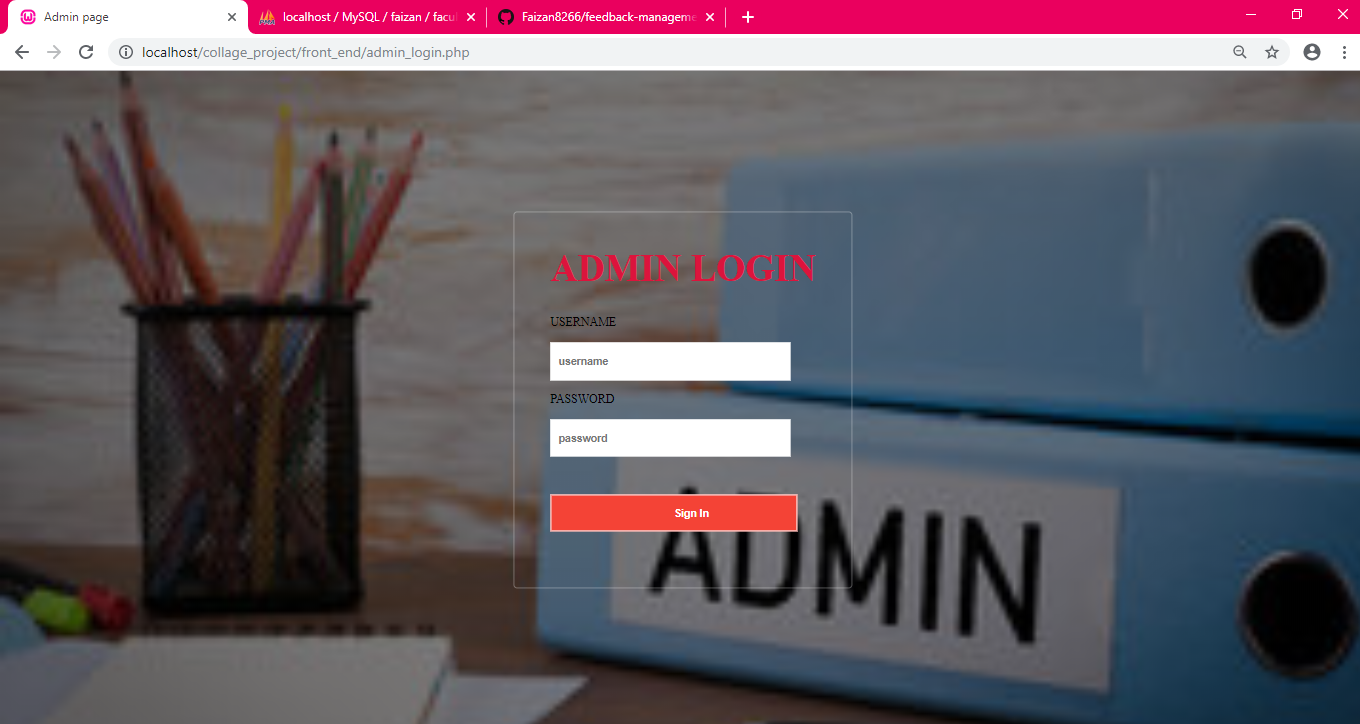 Admin page
localhost / MySQL / faizan / facul
Faizan8266/feedback-manageme
localhost/collage_project/front_end/admin_login.php
ADMIN LOGIN
USERNAME
username
PASSWORD
password
Sign In
ADMIN